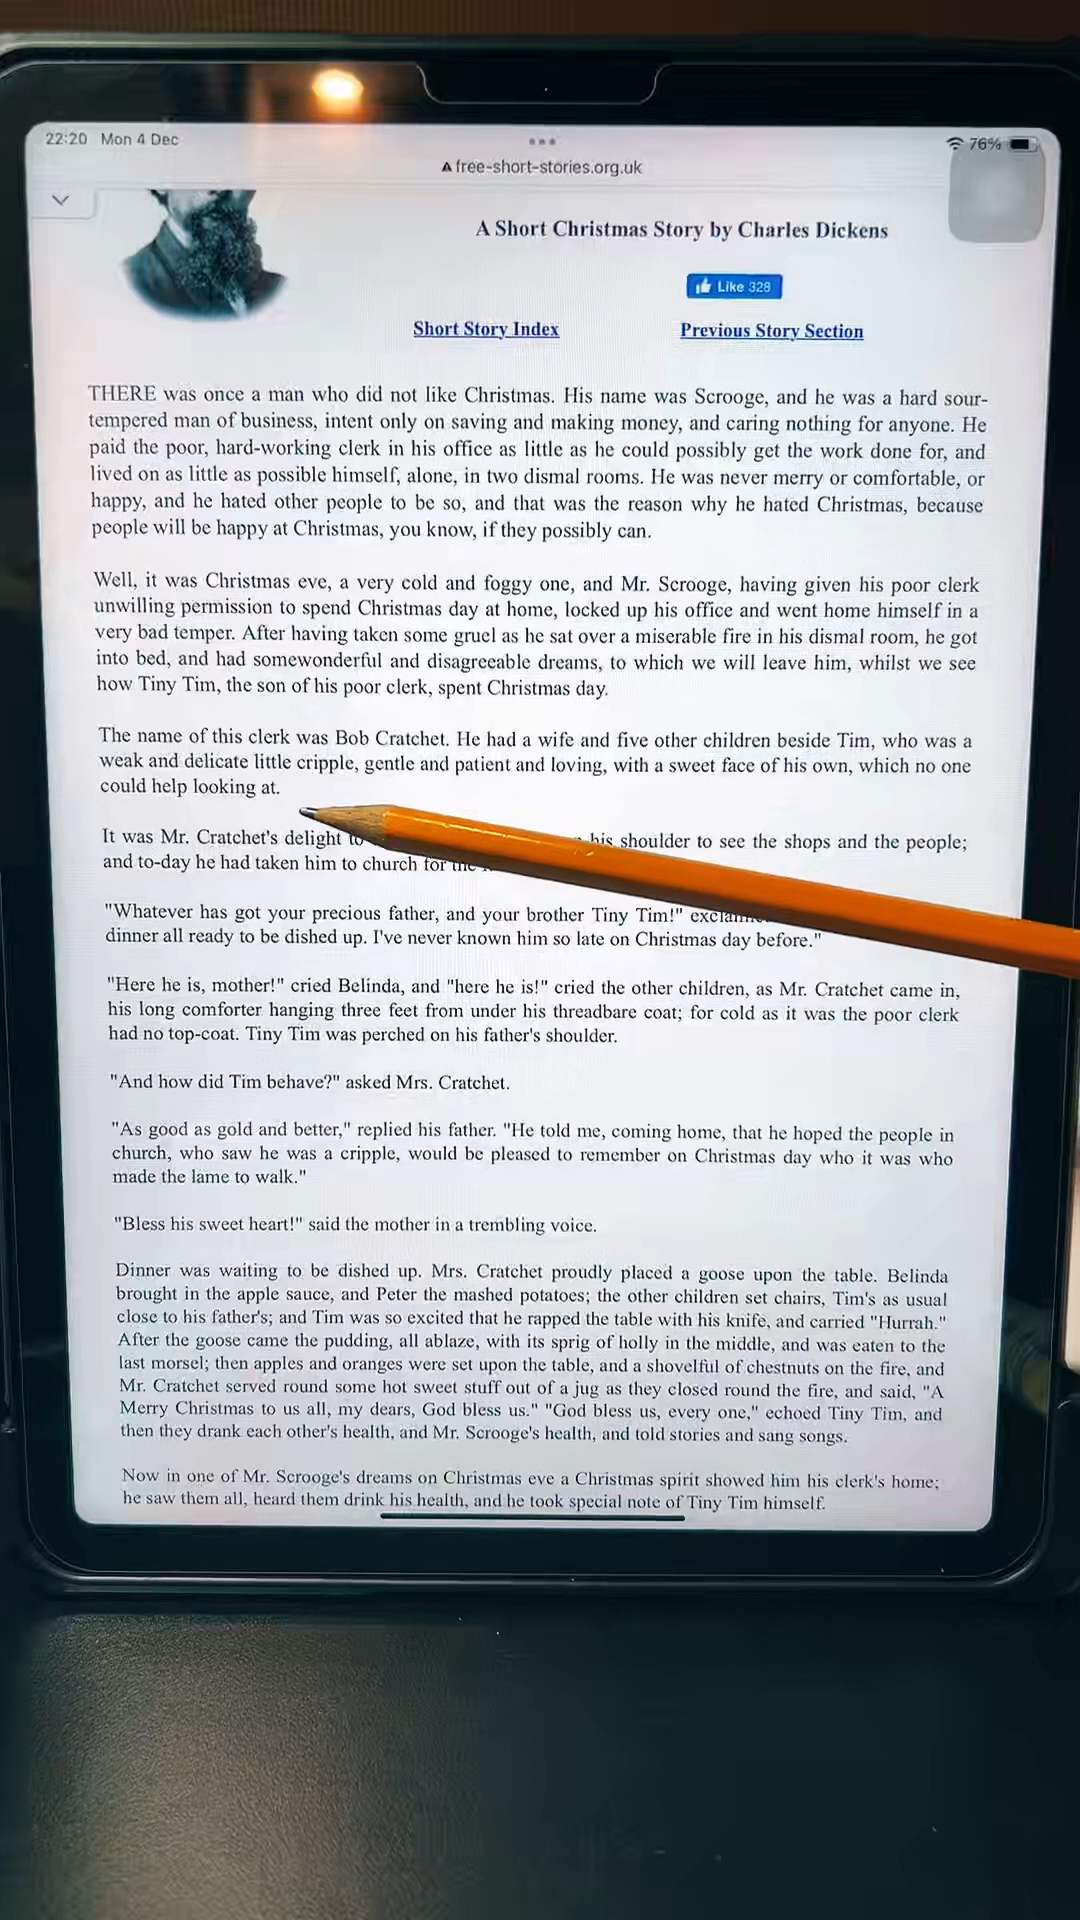 22:20 Mon 4 Dec
76%
free-short-stories.org.uk
A Short Christmas Story by Charles Dickens
Like 328
Short Story Index Previous Story Section
THERE was once a man who did not like Christmas. His name was Scrooge, and he was a hard sour-
tempered man of business, intent only on saving and making money, and caring nothing for anyone. He
paid the poor, hard-working clerk in his office as little as he could possibly get the work done for, and
lived on as little as possible himself, alone, in two dismal rooms. He was never merry or comfortable, or
happy, and he hated other people to be so, and that was the reason why he hated Christmas, because
people will be happy at Christmas, you know, if they possibly can.
Well, it was Christmas eve, a very cold and foggy one, and Mr. Scrooge, having given his poor clerk
unwilling permission to spend Christmas day at home, locked up his office and went home himself in a
very bad temper. After having taken some gruel as he sat over a miserable fire in his dismal room, he got
into bed, and had somewonderful and disagreeable dreams, to which we will leave him, whilst we see
how Tiny Tim, the son of his poor clerk, spent Christmas day.
The name of this clerk was Bob Cratchet. He had a wife and five other children beside Tim, who was a
weak and delicate little cripple, gentle and patient and loving, with a sweet face of his own, which no one
could help looking at.
It was Mr. Cratchet's delight to his shoulder to see the shops and the people;
and to-day he had taken him to church for the
"Whatever has got your precious father, and your brother Tiny Tim!"
dinner all ready to be dished up. I've never known him so late on Christmas day before."
"Here he is, mother!" cried Belinda, and "here he is!" cried the other children, as Mr. Cratchet came in,
his long comforter hanging three feet from under his threadbare coat; for cold as it was the poor clerk
had no top-coat. Tiny Tim was perched on his father's shoulder.
"And how did Tim behave?" asked Mrs. Cratchet.
"As good as gold and better," replied his father. "He told me, coming home, that he hoped the people in
church, who saw he was a cripple, would be pleased to remember on Christmas day who it was who
made the lame to walk."
"Bless his sweet heart!" said the mother in a trembling voice.
Dinner was waiting to be dished up. Mrs. Cratchet proudly placed a goose upon the table. Belinda
brought in the apple sauce, and Peter the mashed potatoes; the other children set chairs, Tim's as usual
close to his father's; and Tim was so excited that he rapped the table with his knife, and carried "Hurrah."
After the goose came the pudding, all ablaze, with its sprig of holly in the middle, and was eaten to the
last morsel; then apples and oranges were set upon the table, and a shovelful of chestnuts on the fire, and
Mr. Cratchet served round some hot sweet stuff out of a jug as they closed round the fire, and said, "A
Merry Christmas to us all, my dears, God bless us." "God bless us, every one," echoed Tiny Tim, and
then they drank each other's health, and Mr. Scrooge's health, and told stories and sang songs.
Now in one of Mr. Scrooge's dreams on Christmas eve a Christmas spirit showed him his clerk's home;
he saw them all, heard them drink his health, and he took special note of Tiny Tim himself.